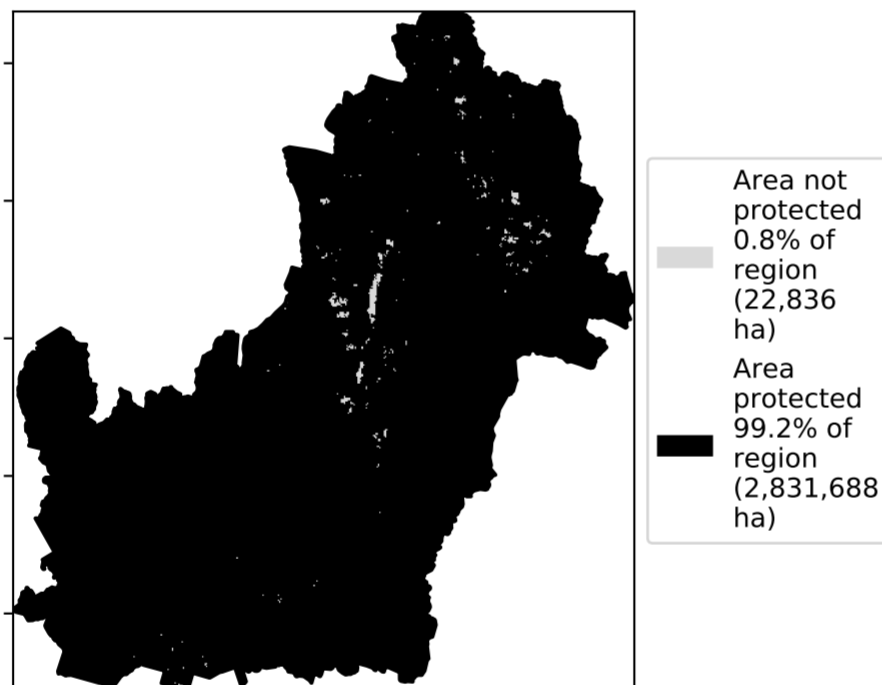 Area not
protected
0.8% of
region
(22,836
ha)
Area
protected
99.2% of
region
(2,831,688
ha)